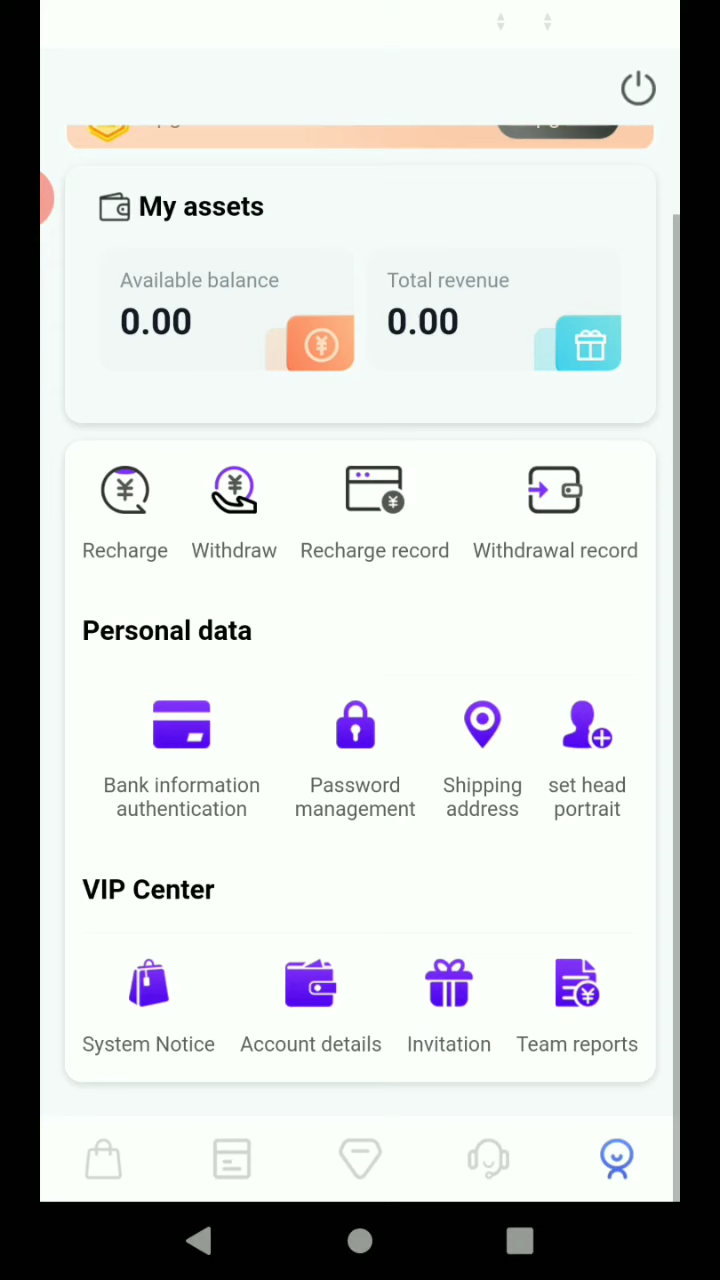 My assets
Available balance
Total revenue
0.00
0.00
Recharge
Withdraw
Recharge record
Withdrawal record
Personal data
Bank information
authentication
Password
management
Shipping
address
set head
portrait
VIP Center
System Notice
Account details
Invitation
Team reports